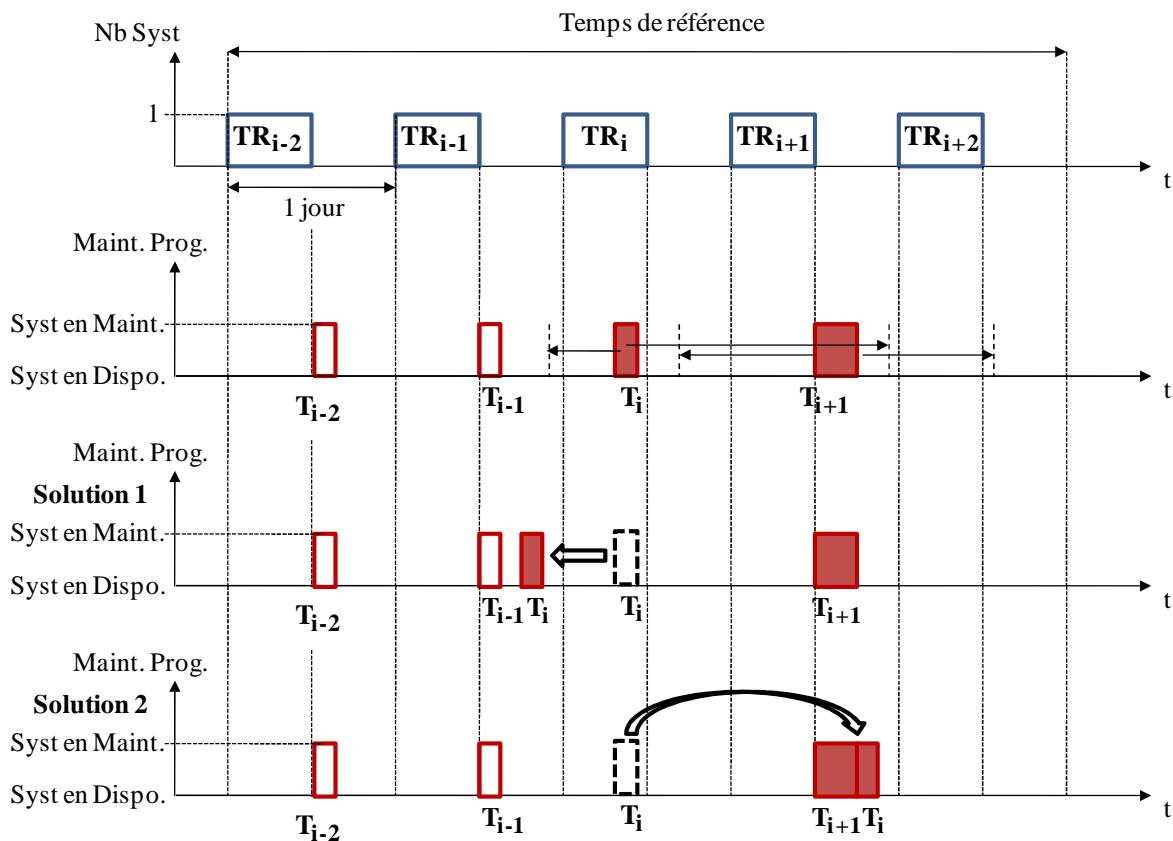 Temps de référence
Nb Syst
1
TRi-2 TRi-1 TRi TRi+1 TRi+2
t
1 jour
Maint. Prog.
Syst en Maint.
Syst en Dispo.
Ti-2 Ti-1 Ti Ti+1
t
Maint. Prog.
Solution 1
Syst en Maint.
Syst en Dispo.
Ti-2 Ti-1 Ti Ti Ti+1
t
Maint. Prog.
Solution 2
Syst en Maint.
Syst en Dispo.
Ti-2 Ti-1 Ti Ti+1 Ti
t